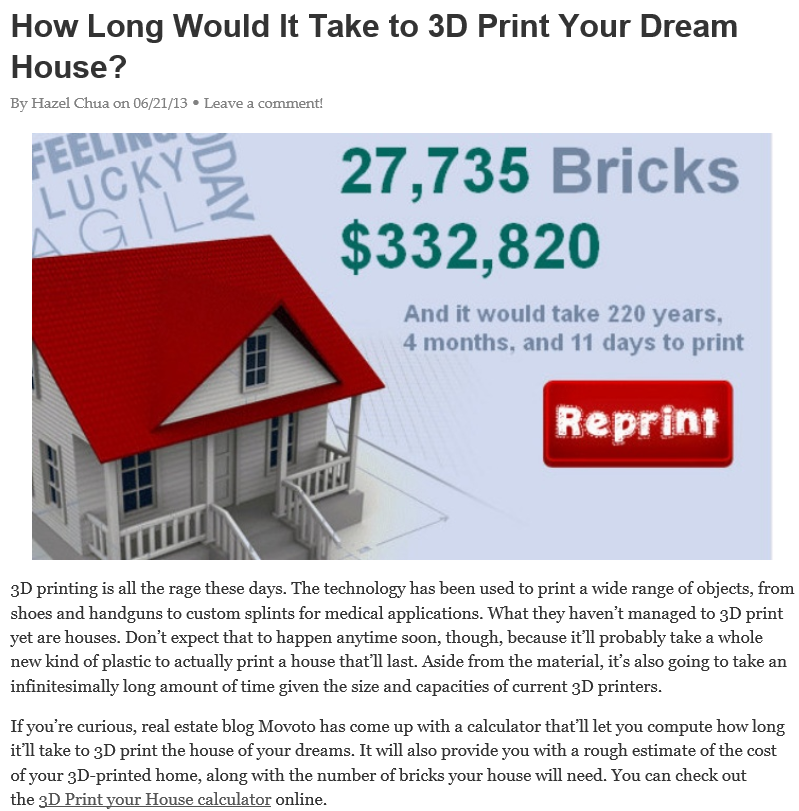 How Long Would It Take to 3D Print Your Dream
House?
By Hazel Chua on 06/21/13 • Leave a comment!
FEELING
LUCKY
AGIL
DAY
27,735 Bricks
$332,820
And it would take 220 years,
4 months, and 11 days to print
Reprint
3D printing is all the rage these days. The technology has been used to print a wide range of objects, from
shoes and handguns to custom splints for medical applications. What they haven't managed to 3D print
yet are houses. Don't expect that to happen anytime soon, though, because it'll probably take a whole
new kind of plastic to actually print a house that'll last. Aside from the material, it's also going to take an
infinitesimally long amount of time given the size and capacities of current 3D printers.
If you're curious, real estate blog Movoto has come up with a calculator that'll let you compute how long
it'll take to 3D print the house of your dreams. It will also provide you with a rough estimate of the cost
of your 3D-printed home, along with the number of bricks your house will need. You can check out
the 3D Print your House calculator online.